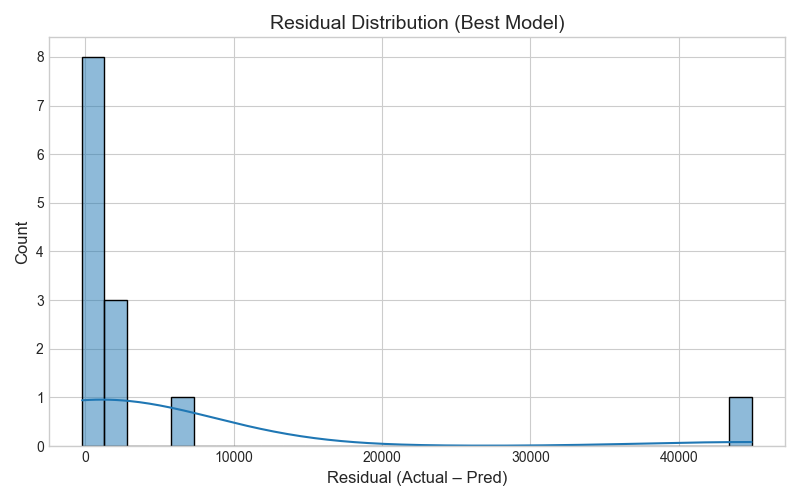 Residual Distribution (Best Model)
8
7
6
5
4
3
2
1
0
Count
0 10000 20000 30000 40000
Residual (Actual – Pred)